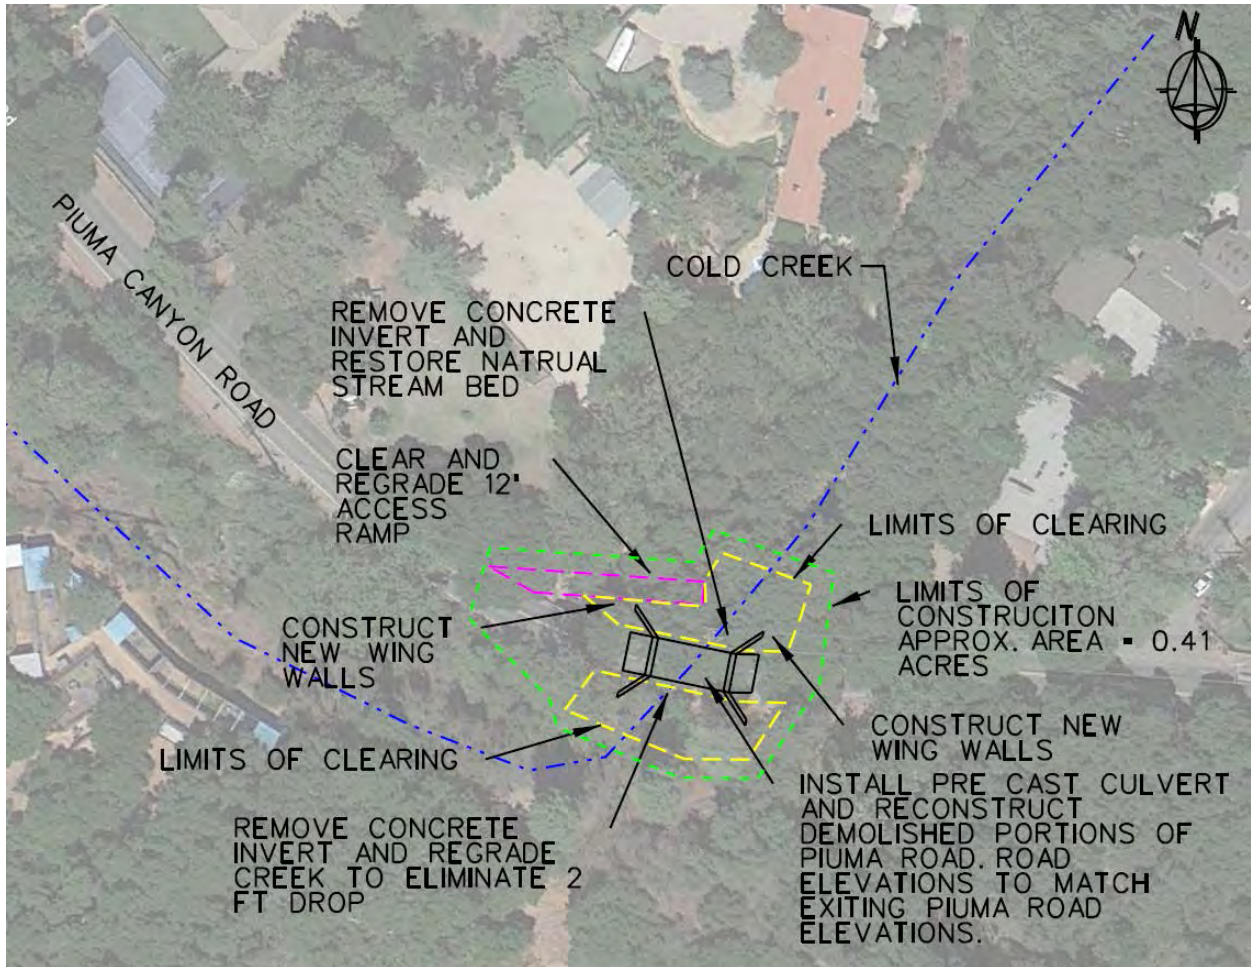 N
PIUMA CANYON ROAD
COLD CREEK
REMOVE CONCRETE
INVERT AND
RESTORE NATRUAL
STREAM BED
CLEAR AND
REGRADE 12"
ACCESS
RAMP
LIMITS OF CLEARING
LIMITS OF
CONSTRUCITON
APPROX. AREA = 0.41
ACRES
CONSTRUCT
NEW WING
WALLS
CONSTRUCT NEW
WING WALLS
LIMITS OF CLEARING
INSTALL PRE CAST CULVERT
AND RECONSTRUCT
DEMOLISHED PORTIONS OF
PIUMA ROAD. ROAD
ELEVATIONS TO MATCH
EXITING PIUMA ROAD
ELEVATIONS.
REMOVE CONCRETE
INVERT AND REGRADE
CREEK TO ELIMINATE 2
FT DROP